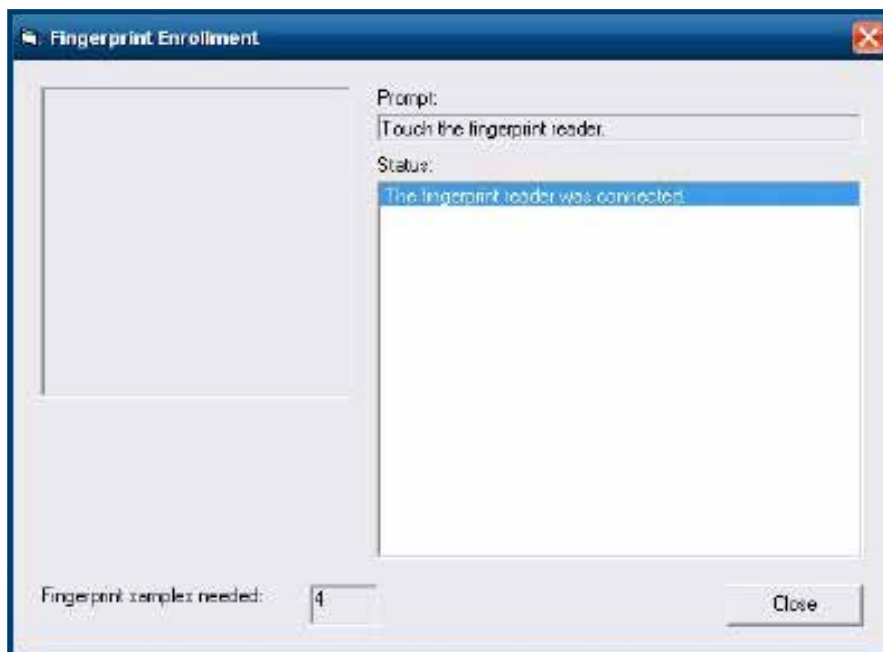 Fingerprint Enrollment
Prompt:
Touch the fingerprint reader.
Status:
The fingerprint reader was connected.
Fingerprint samples needed:
4
Close